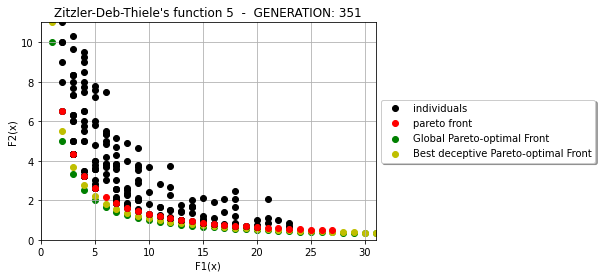 Zitzler-Deb-Thiele's function 5  -  GENERATION: 351
F2(x)
10
8
6
4
2
0
0 5 10 15 20 25 30
F1(x)
individuals
pareto front
Global Pareto-optimal Front
Best deceptive Pareto-optimal Front